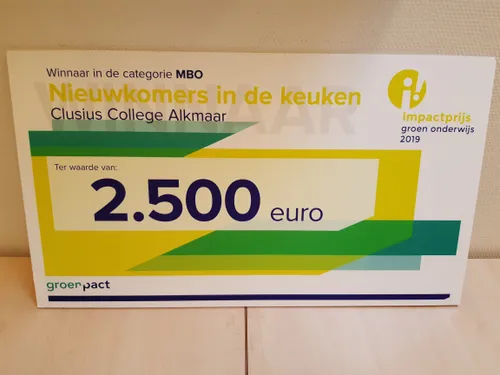 WINNAAR
Winnaar in de categorie MBO
Nieuwkomers in de keuken
Clusius College Alkmaar
impactprijs
groen onderwijs
2019
Ter waarde van:
2.500 euro
groenpact